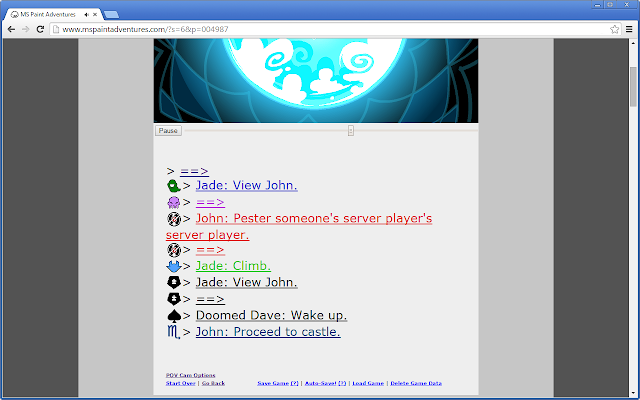 MS Paint Adventures
www.mspaintadventures.com/?s=6&p=004987
Pause
> ==>
> Jade: View John.
> ==>
> John: Pester someone's server player's
server player.
> ==>
> Jade: Climb.
> Jade: View John.
> ==>
> Doomed Dave: Wake up.
> John: Proceed to castle.
PDV Cam Options
Start Over | Go Back Save Game (?) | Auto-Save! (?) | Load Game | Delete Game Data